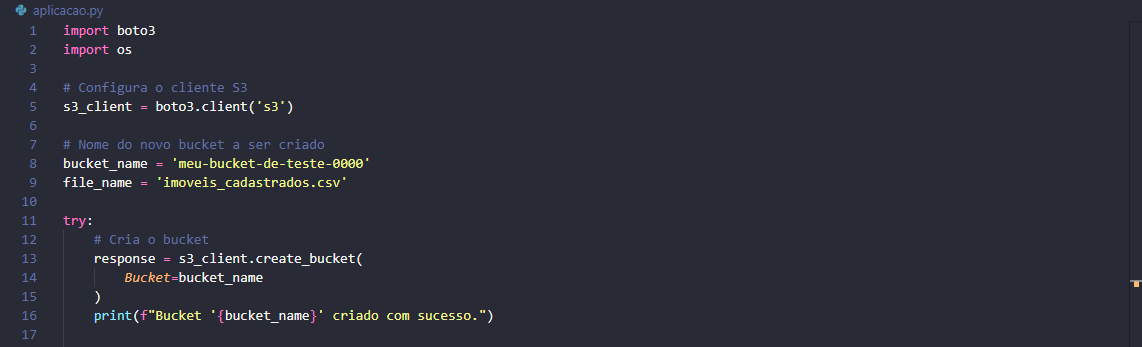 aplicacao.py
1 import boto3
2 import os
3
4 # Configura o cliente S3
5 s3_client = boto3.client('s3')
6
7 # Nome do novo bucket a ser criado
8 bucket_name = 'meu-bucket-de-teste-0000'
9 file_name = 'imoveis_cadastrados.csv'
10
11 try:
12     # Cria o bucket
13     response = s3_client.create_bucket(
14         Bucket=bucket_name
15     )
16     print(f"Bucket '{bucket_name}' criado com sucesso.")
17